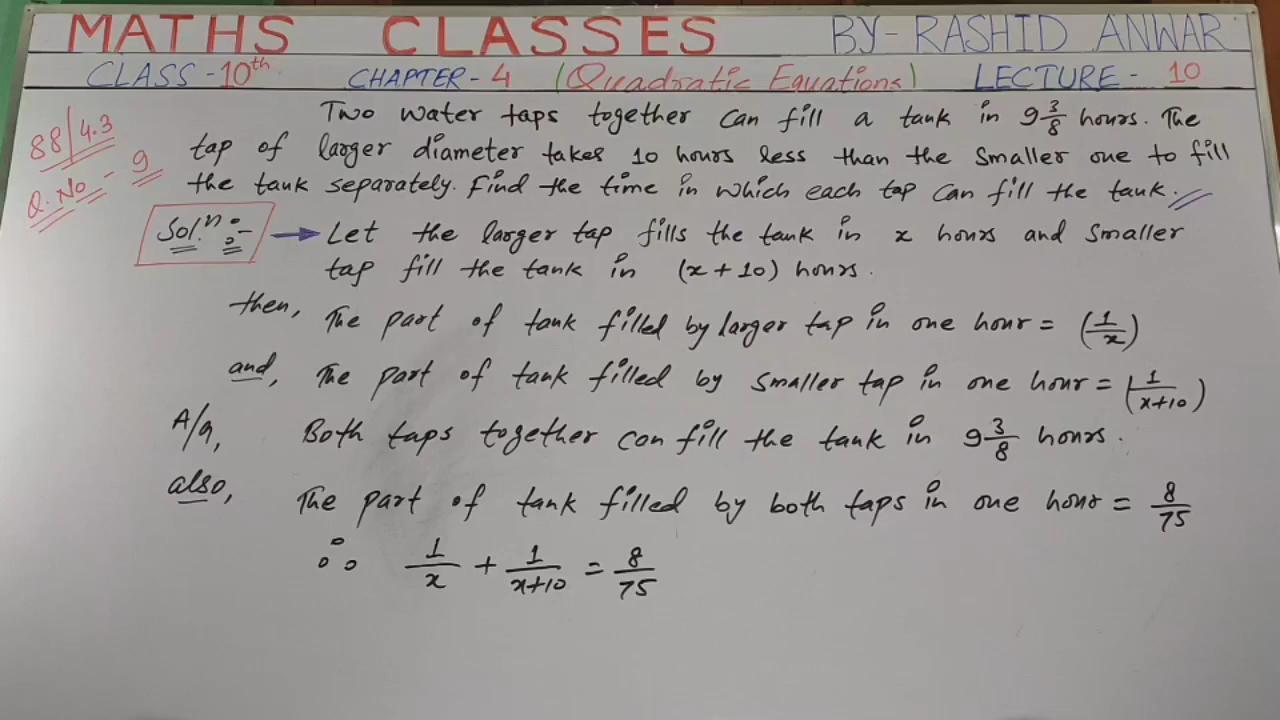 MATHS CLASSES BY- RASHID ANWAR
CLASS - 10th CHAPTER - 4 (Quadratic Equations) LECTURE - 10
88/4.3
Q. No - 9
Two water taps together can fill a tank in 9 3/8 hours. The
tap of larger diameter takes 10 hours less than the smaller one to fill
the tank separately. Find the time in which each tap can fill the tank.
Sol.n :- → Let the larger tap fills the tank in x hours and smaller
tap fill the tank in (x + 10) hours.
then, The part of tank filled by larger tap in one hour = (1/x)
and, The part of tank filled by smaller tap in one hour = (1/(x+10))
A/q, Both taps together can fill the tank in 9 3/8 hours.
also, The part of tank filled by both taps in one hour = 8/75
∴ 1/x + 1/(x+10) = 8/75